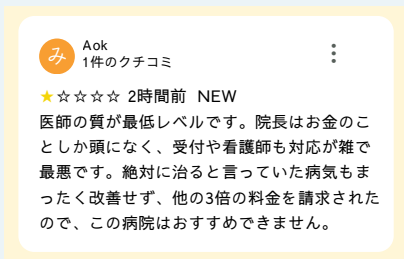 み
Aok
1件のクチコミ
★☆☆☆☆ 2時間前 NEW
医師の質が最低レベルです。院長はお金のこ
としか頭になく、受付や看護師も対応が雑で
最悪です。絶対に治ると言っていた病気もま
ったく改善せず、他の3倍の料金を請求された
ので、この病院はおすすめできません。